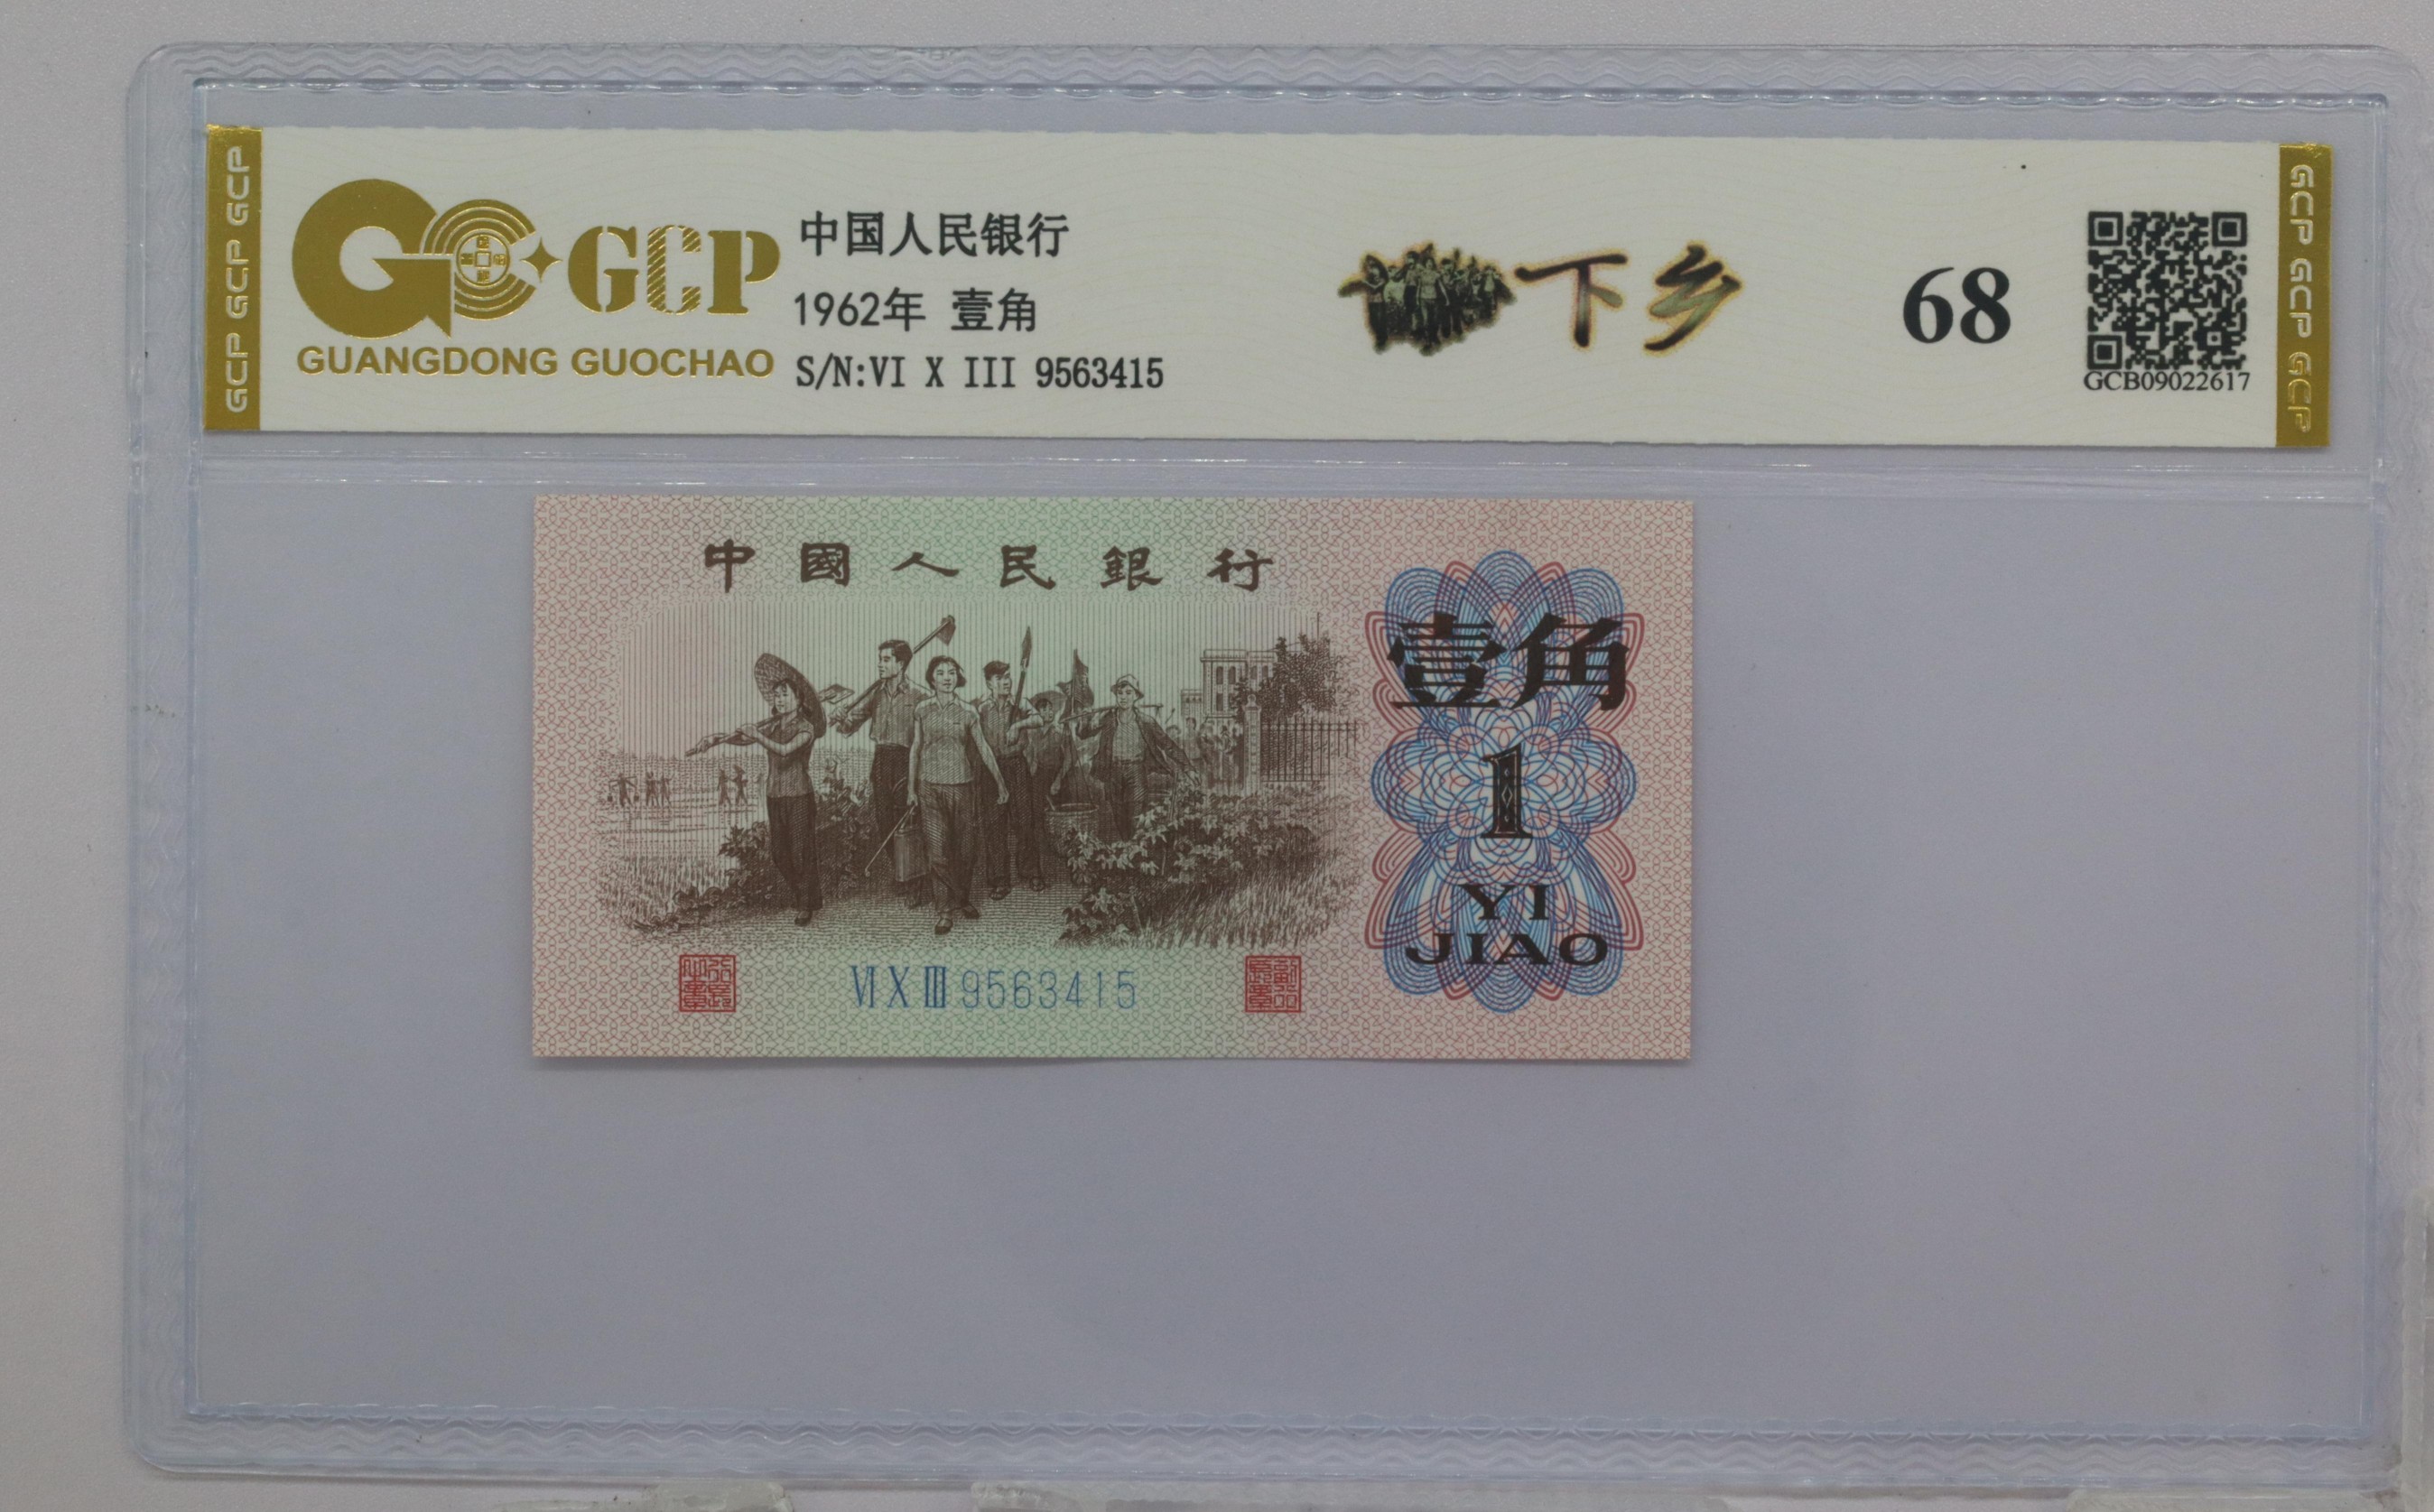 GCP GCP GCP
GCP
GUANGDONG GUOCHAO
中国人民银行
1962年 壹角
S/N:VI X III 9563415
下乡
68
GCB09022617
GCP GCP GCP
中國人民銀行
壹角
1
YI
JIAO
VI X III 9563415